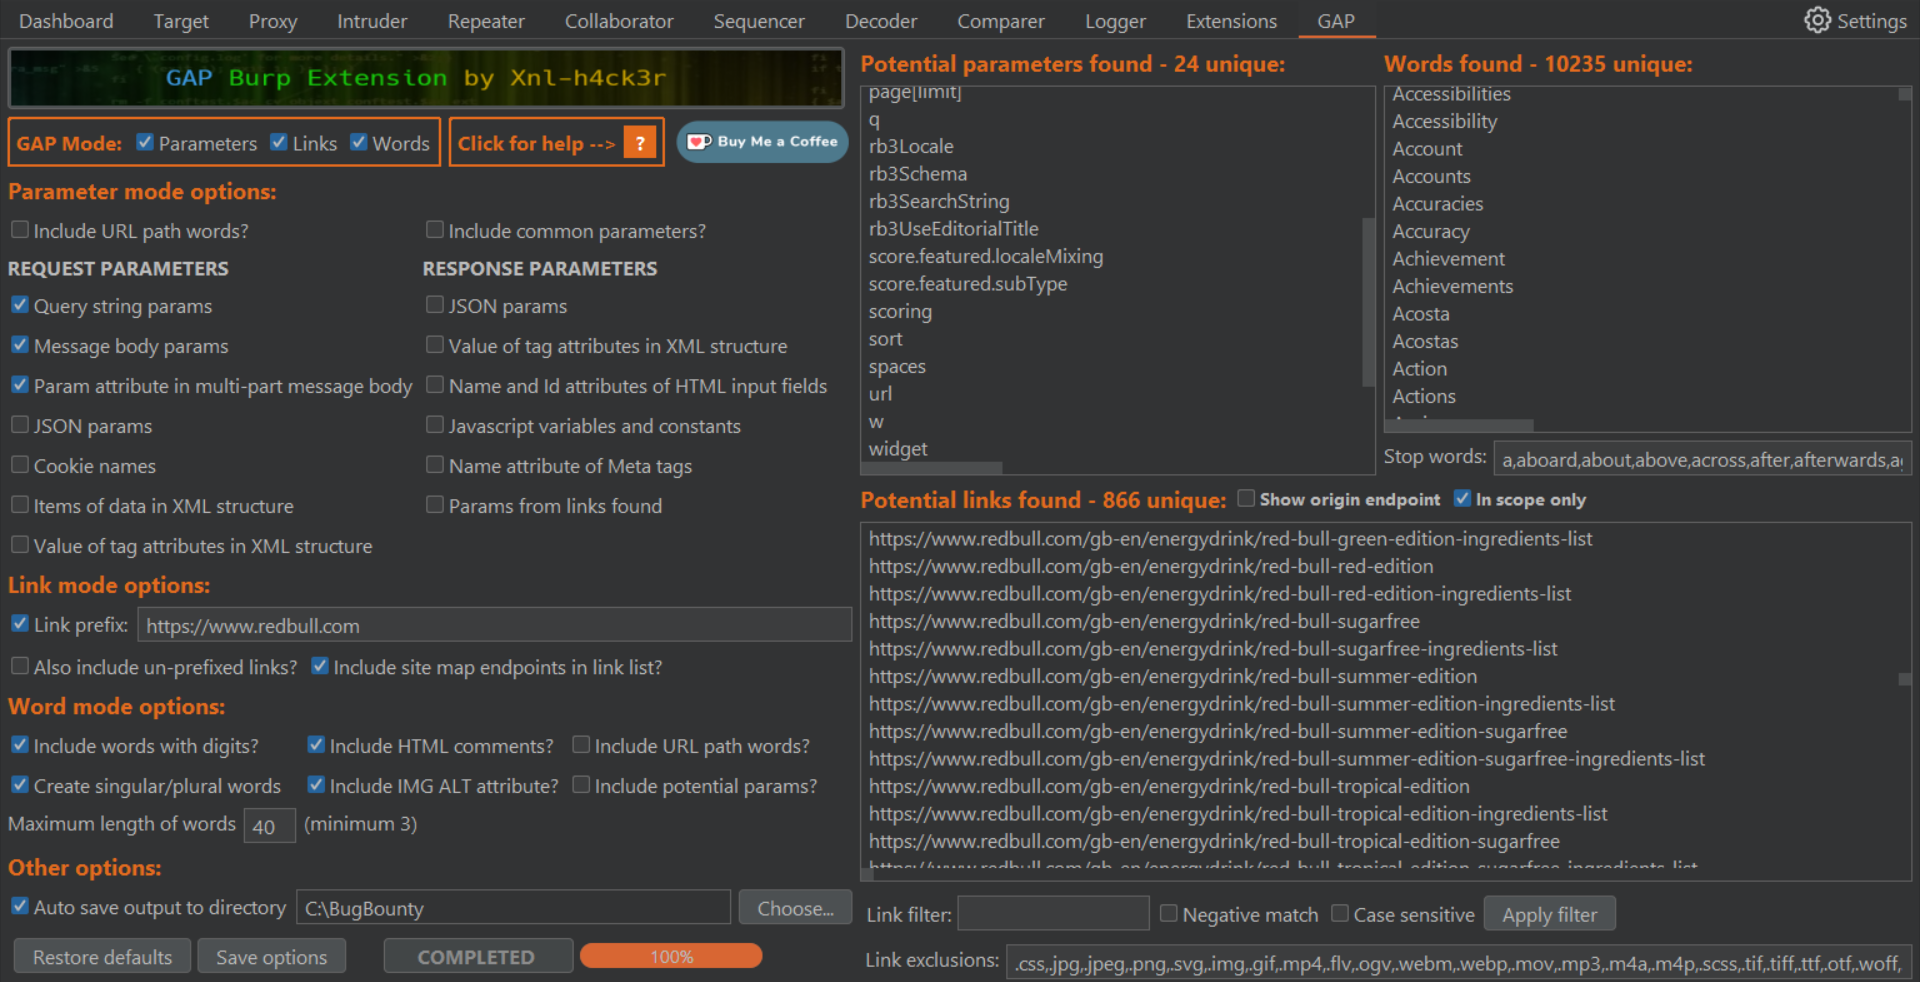 Dashboard Target Proxy Intruder Repeater Collaborator Sequencer Decoder Comparer Logger Extensions GAP Settings
GAP Burp Extension by Xnl-h4ck3r
GAP Mode: Parameters Links Words Click for help --> ? Buy Me a Coffee
Parameter mode options:
Include URL path words? Include common parameters?
REQUEST PARAMETERS RESPONSE PARAMETERS
Query string params JSON params
Message body params Value of tag attributes in XML structure
Param attribute in multi-part message body Name and Id attributes of HTML input fields
JSON params Javascript variables and constants
Cookie names Name attribute of Meta tags
Items of data in XML structure Params from links found
Value of tag attributes in XML structure
Link mode options:
Link prefix: https://www.redbull.com
Also include un-prefixed links? Include site map endpoints in link list?
Word mode options:
Include words with digits? Include HTML comments? Include URL path words?
Create singular/plural words Include IMG ALT attribute? Include potential params?
Maximum length of words 40 (minimum 3)
Other options:
Auto save output to directory C:\BugBounty Choose...
Restore defaults Save options COMPLETED 100%
Potential parameters found - 24 unique:
page[limit]
q
rb3Locale
rb3Schema
rb3SearchString
rb3UseEditorialTitle
score.featured.localeMixing
score.featured.subType
scoring
sort
spaces
url
w
widget
Words found - 10235 unique:
Accessibilities
Accessibility
Account
Accounts
Accuracies
Accuracy
Achievement
Achievements
Acosta
Acostas
Action
Actions
Stop words: a,aboard,about,above,across,after,afterwards,a
Potential links found - 866 unique: Show origin endpoint In scope only
https://www.redbull.com/gb-en/energydrink/red-bull-green-edition-ingredients-list
https://www.redbull.com/gb-en/energydrink/red-bull-red-edition
https://www.redbull.com/gb-en/energydrink/red-bull-red-edition-ingredients-list
https://www.redbull.com/gb-en/energydrink/red-bull-sugarfree
https://www.redbull.com/gb-en/energydrink/red-bull-sugarfree-ingredients-list
https://www.redbull.com/gb-en/energydrink/red-bull-summer-edition
https://www.redbull.com/gb-en/energydrink/red-bull-summer-edition-ingredients-list
https://www.redbull.com/gb-en/energydrink/red-bull-summer-edition-sugarfree
https://www.redbull.com/gb-en/energydrink/red-bull-summer-edition-sugarfree-ingredients-list
https://www.redbull.com/gb-en/energydrink/red-bull-tropical-edition
https://www.redbull.com/gb-en/energydrink/red-bull-tropical-edition-ingredients-list
https://www.redbull.com/gb-en/energydrink/red-bull-tropical-edition-sugarfree
https://www.redbull.com/gb-en/energydrink/red-bull-tropical-edition-sugarfree-ingredients-list
Link filter: Negative match Case sensitive Apply filter
Link exclusions: .css,.jpg,.jpeg,.png,.svg,.img,.gif,.mp4,.flv,.ogv,.webm,.webp,.mov,.mp3,.m4a,.m4p,.scss,.tif,.tiff,.ttf,.otf,.woff,